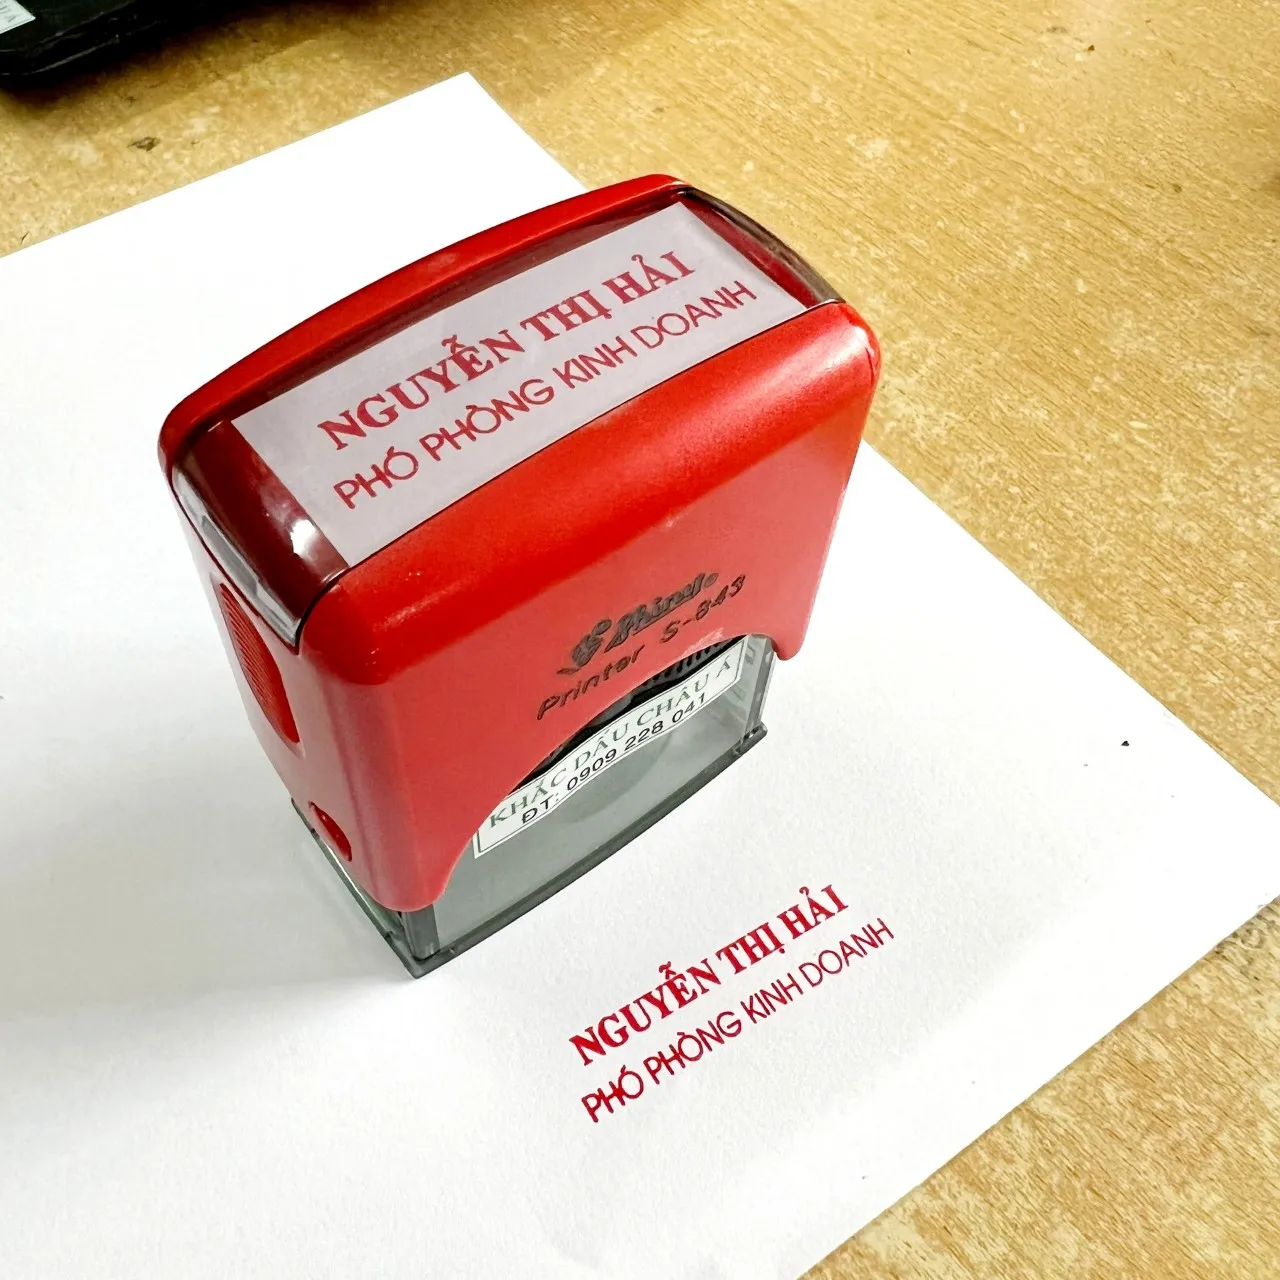 NGUYỄN THỊ HẢI
PHÓ PHÒNG KINH DOANH
Shiny
Printer S-843
KHẮC DẤU CHÂU Á
ĐT: 0909 228 041
NGUYỄN THỊ HẢI
PHÓ PHÒNG KINH DOANH